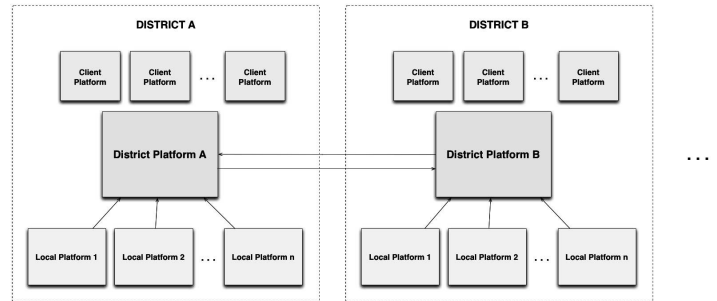 DISTRICT A
DISTRICT B
Client
Platform
Client
Platform
. . .
Client
Platform
Client
Platform
Client
Platform
. . .
Client
Platform
District Platform A
District Platform B
. . .
Local Platform 1
Local Platform 2
. . .
Local Platform n
Local Platform 1
Local Platform 2
. . .
Local Platform n